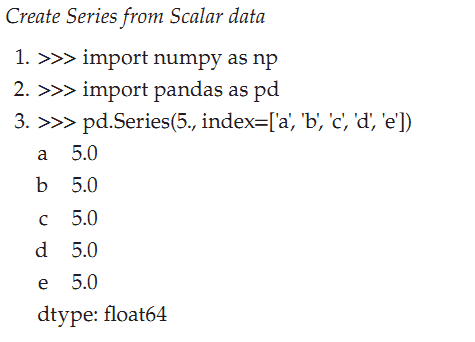 Create Series from Scalar data
1. >>> import numpy as np
2. >>> import pandas as pd
3. >>> pd.Series(5., index=['a', 'b', 'c', 'd', 'e'])
a 5.0
b 5.0
c 5.0
d 5.0
e 5.0
dtype: float64